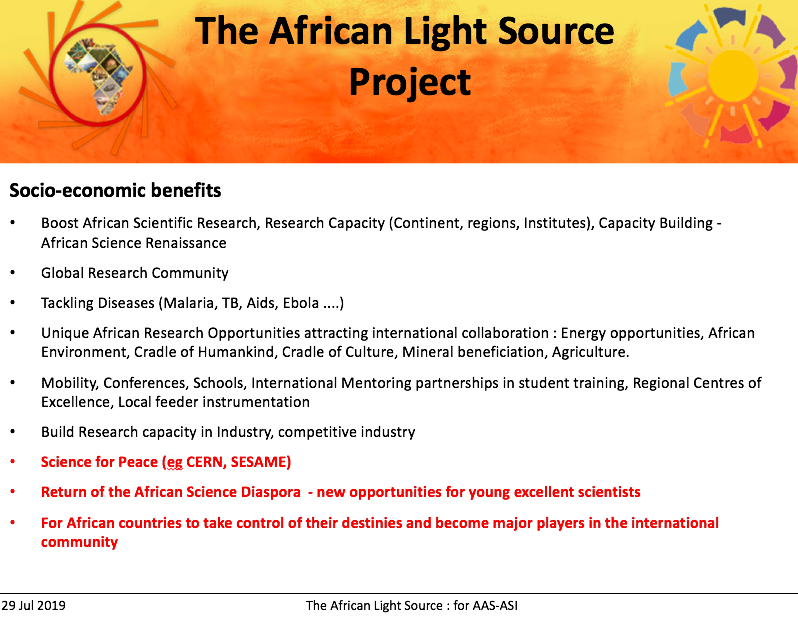 The African Light Source
Project
Socio-economic benefits
• Boost African Scientific Research, Research Capacity (Continent, regions, Institutes), Capacity Building -
African Science Renaissance
• Global Research Community
• Tackling Diseases (Malaria, TB, Aids, Ebola ....)
• Unique African Research Opportunities attracting international collaboration : Energy opportunities, African
Environment, Cradle of Humankind, Cradle of Culture, Mineral beneficiation, Agriculture.
• Mobility, Conferences, Schools, International Mentoring partnerships in student training, Regional Centres of
Excellence, Local feeder instrumentation
• Build Research capacity in Industry, competitive industry
• Science for Peace (eg CERN, SESAME)
• Return of the African Science Diaspora - new opportunities for young excellent scientists
• For African countries to take control of their destinies and become major players in the international
community
29 Jul 2019
The African Light Source : for AAS-ASI